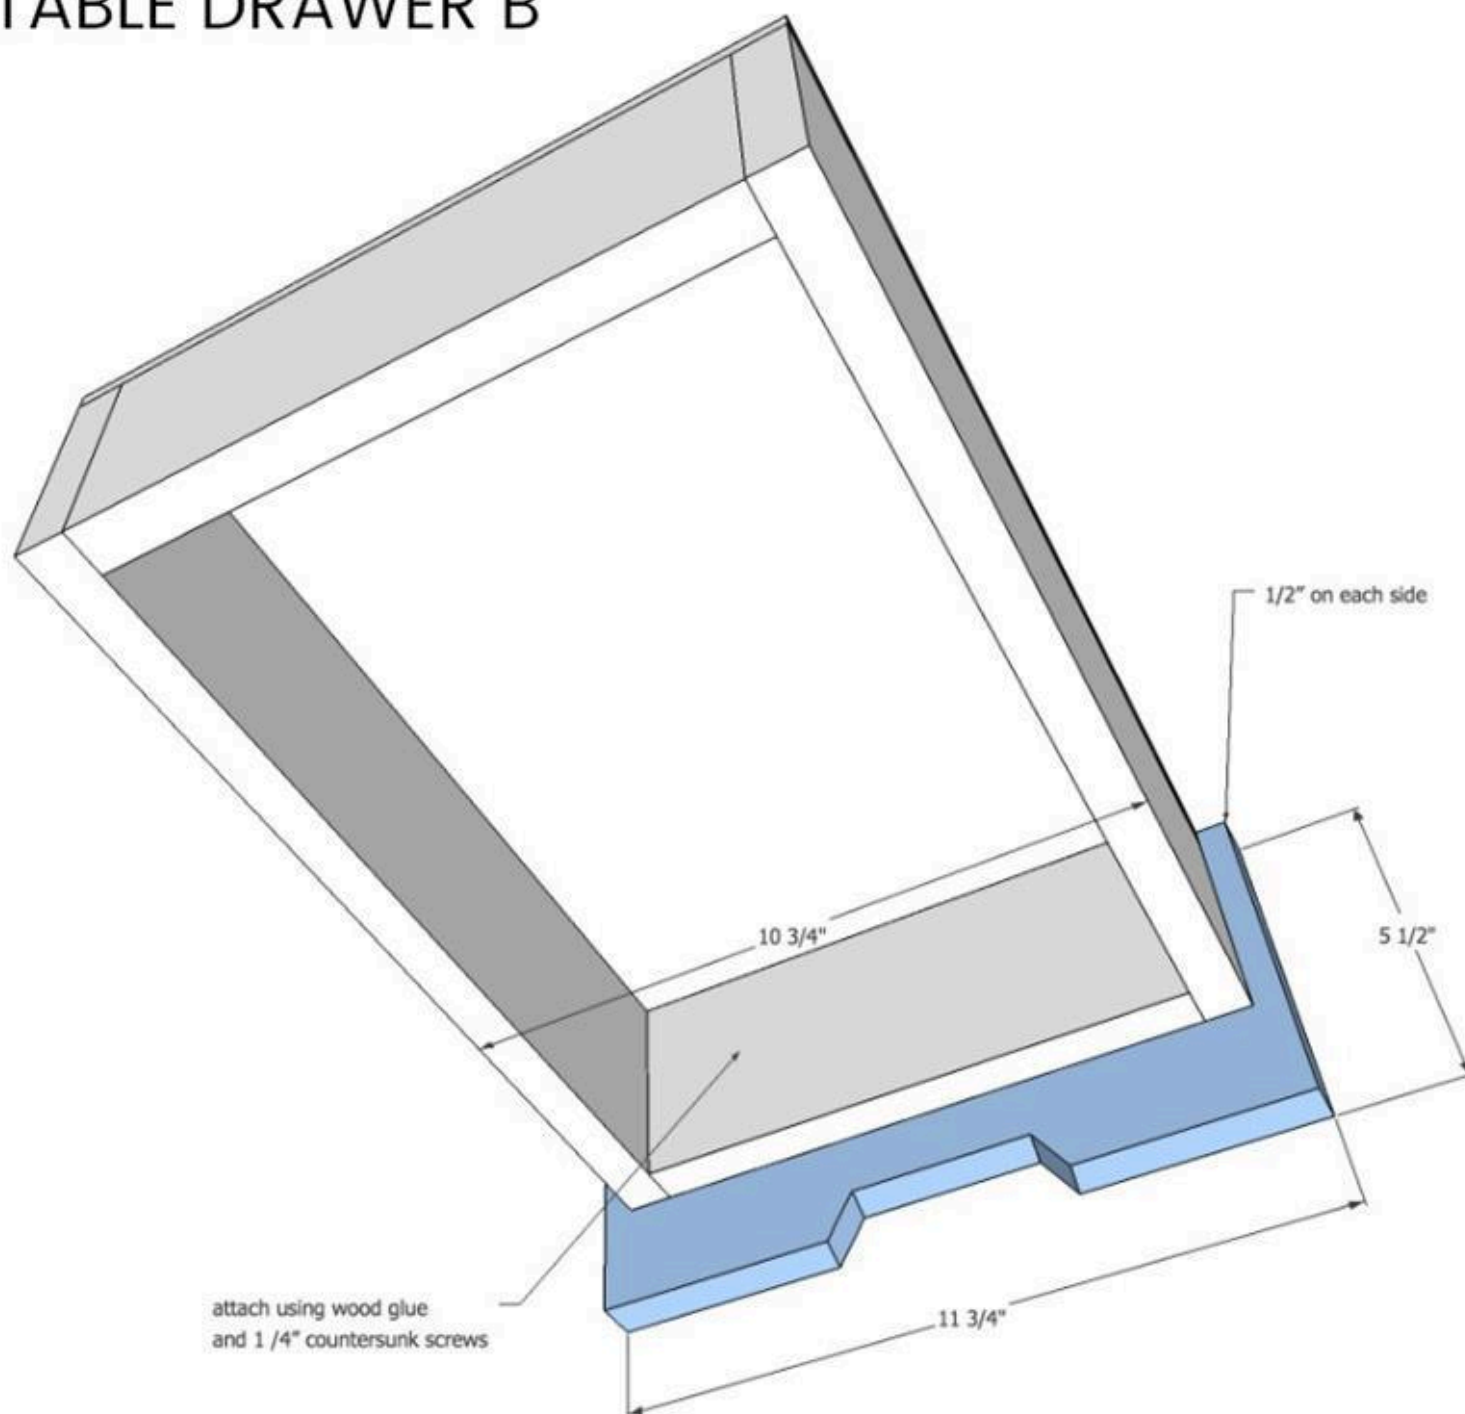 TABLE DRAWER B
1/2" on each side
10 3/4"
5 1/2"
attach using wood glue
and 1 /4" countersunk screws
11 3/4"